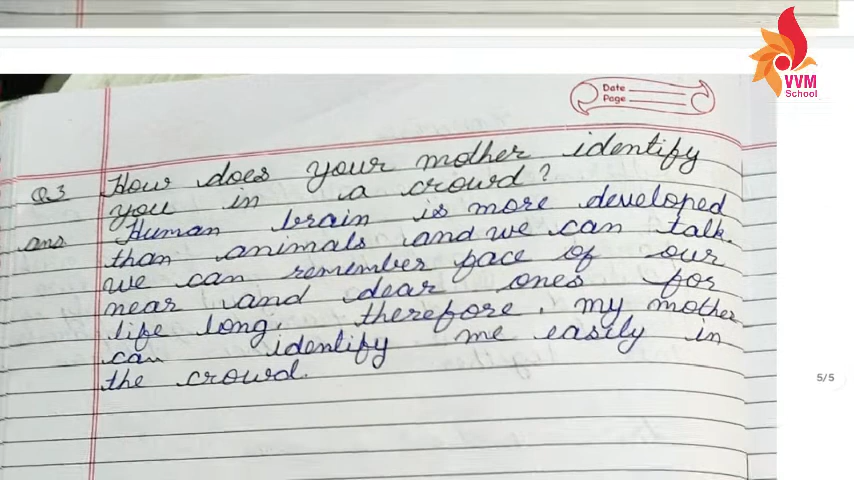 VVM
School
Date
Page
Q3 How does your mother identify
you in a crowd?
ans Human brain is more developed
than animals and we can talk.
we can remember face of our
near and dear ones for
life long. therefore, my mother
can identify me easily in
the crowd.
5/5